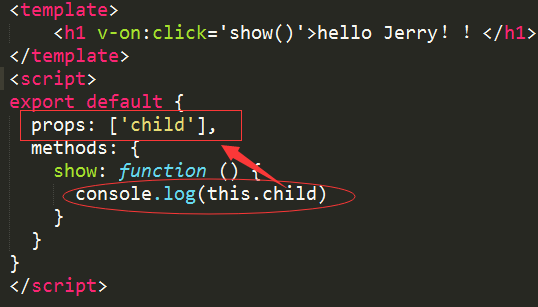 <template>
<h1 v-on:click='show()'>hello Jerry！！</h1>
</template>
<script>
export default {
props: ['child'],
methods: {
show: function () {
console.log(this.child)
}
}
}
</script>